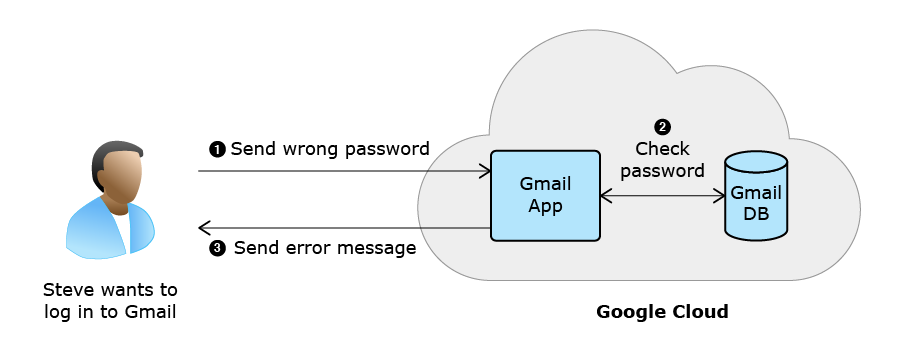 ❶ Send wrong password
❷
Check
password
Gmail
App
Gmail
DB
❸ Send error message
Steve wants to
log in to Gmail
Google Cloud